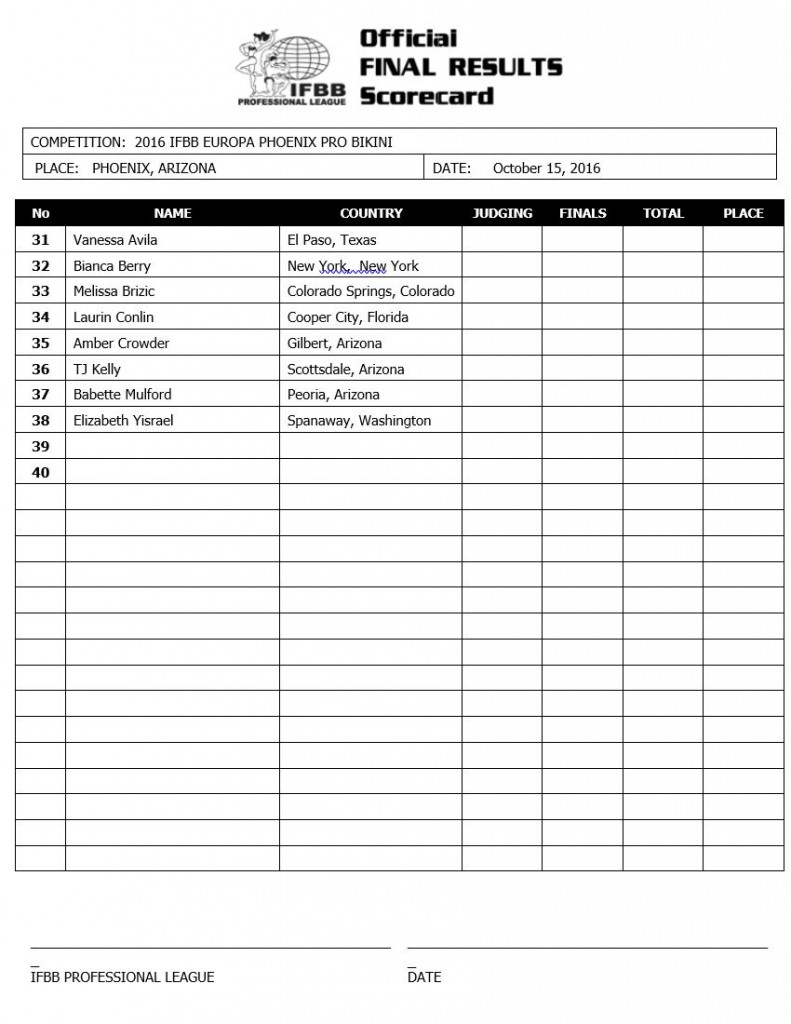 Official
FINAL RESULTS
Scorecard
IFBB
PROFESSIONAL LEAGUE
COMPETITION: 2016 IFBB EUROPA PHOENIX PRO BIKINI
PLACE: PHOENIX, ARIZONA DATE: October 15, 2016
No NAME COUNTRY JUDGING FINALS TOTAL PLACE
31 Vanessa Avila El Paso, Texas
32 Bianca Berry New York, New York
33 Melissa Brizic Colorado Springs, Colorado
34 Laurin Conlin Cooper City, Florida
35 Amber Crowder Gilbert, Arizona
36 TJ Kelly Scottsdale, Arizona
37 Babette Mulford Peoria, Arizona
38 Elizabeth Yisrael Spanaway, Washington
39
40
IFBB PROFESSIONAL LEAGUE DATE